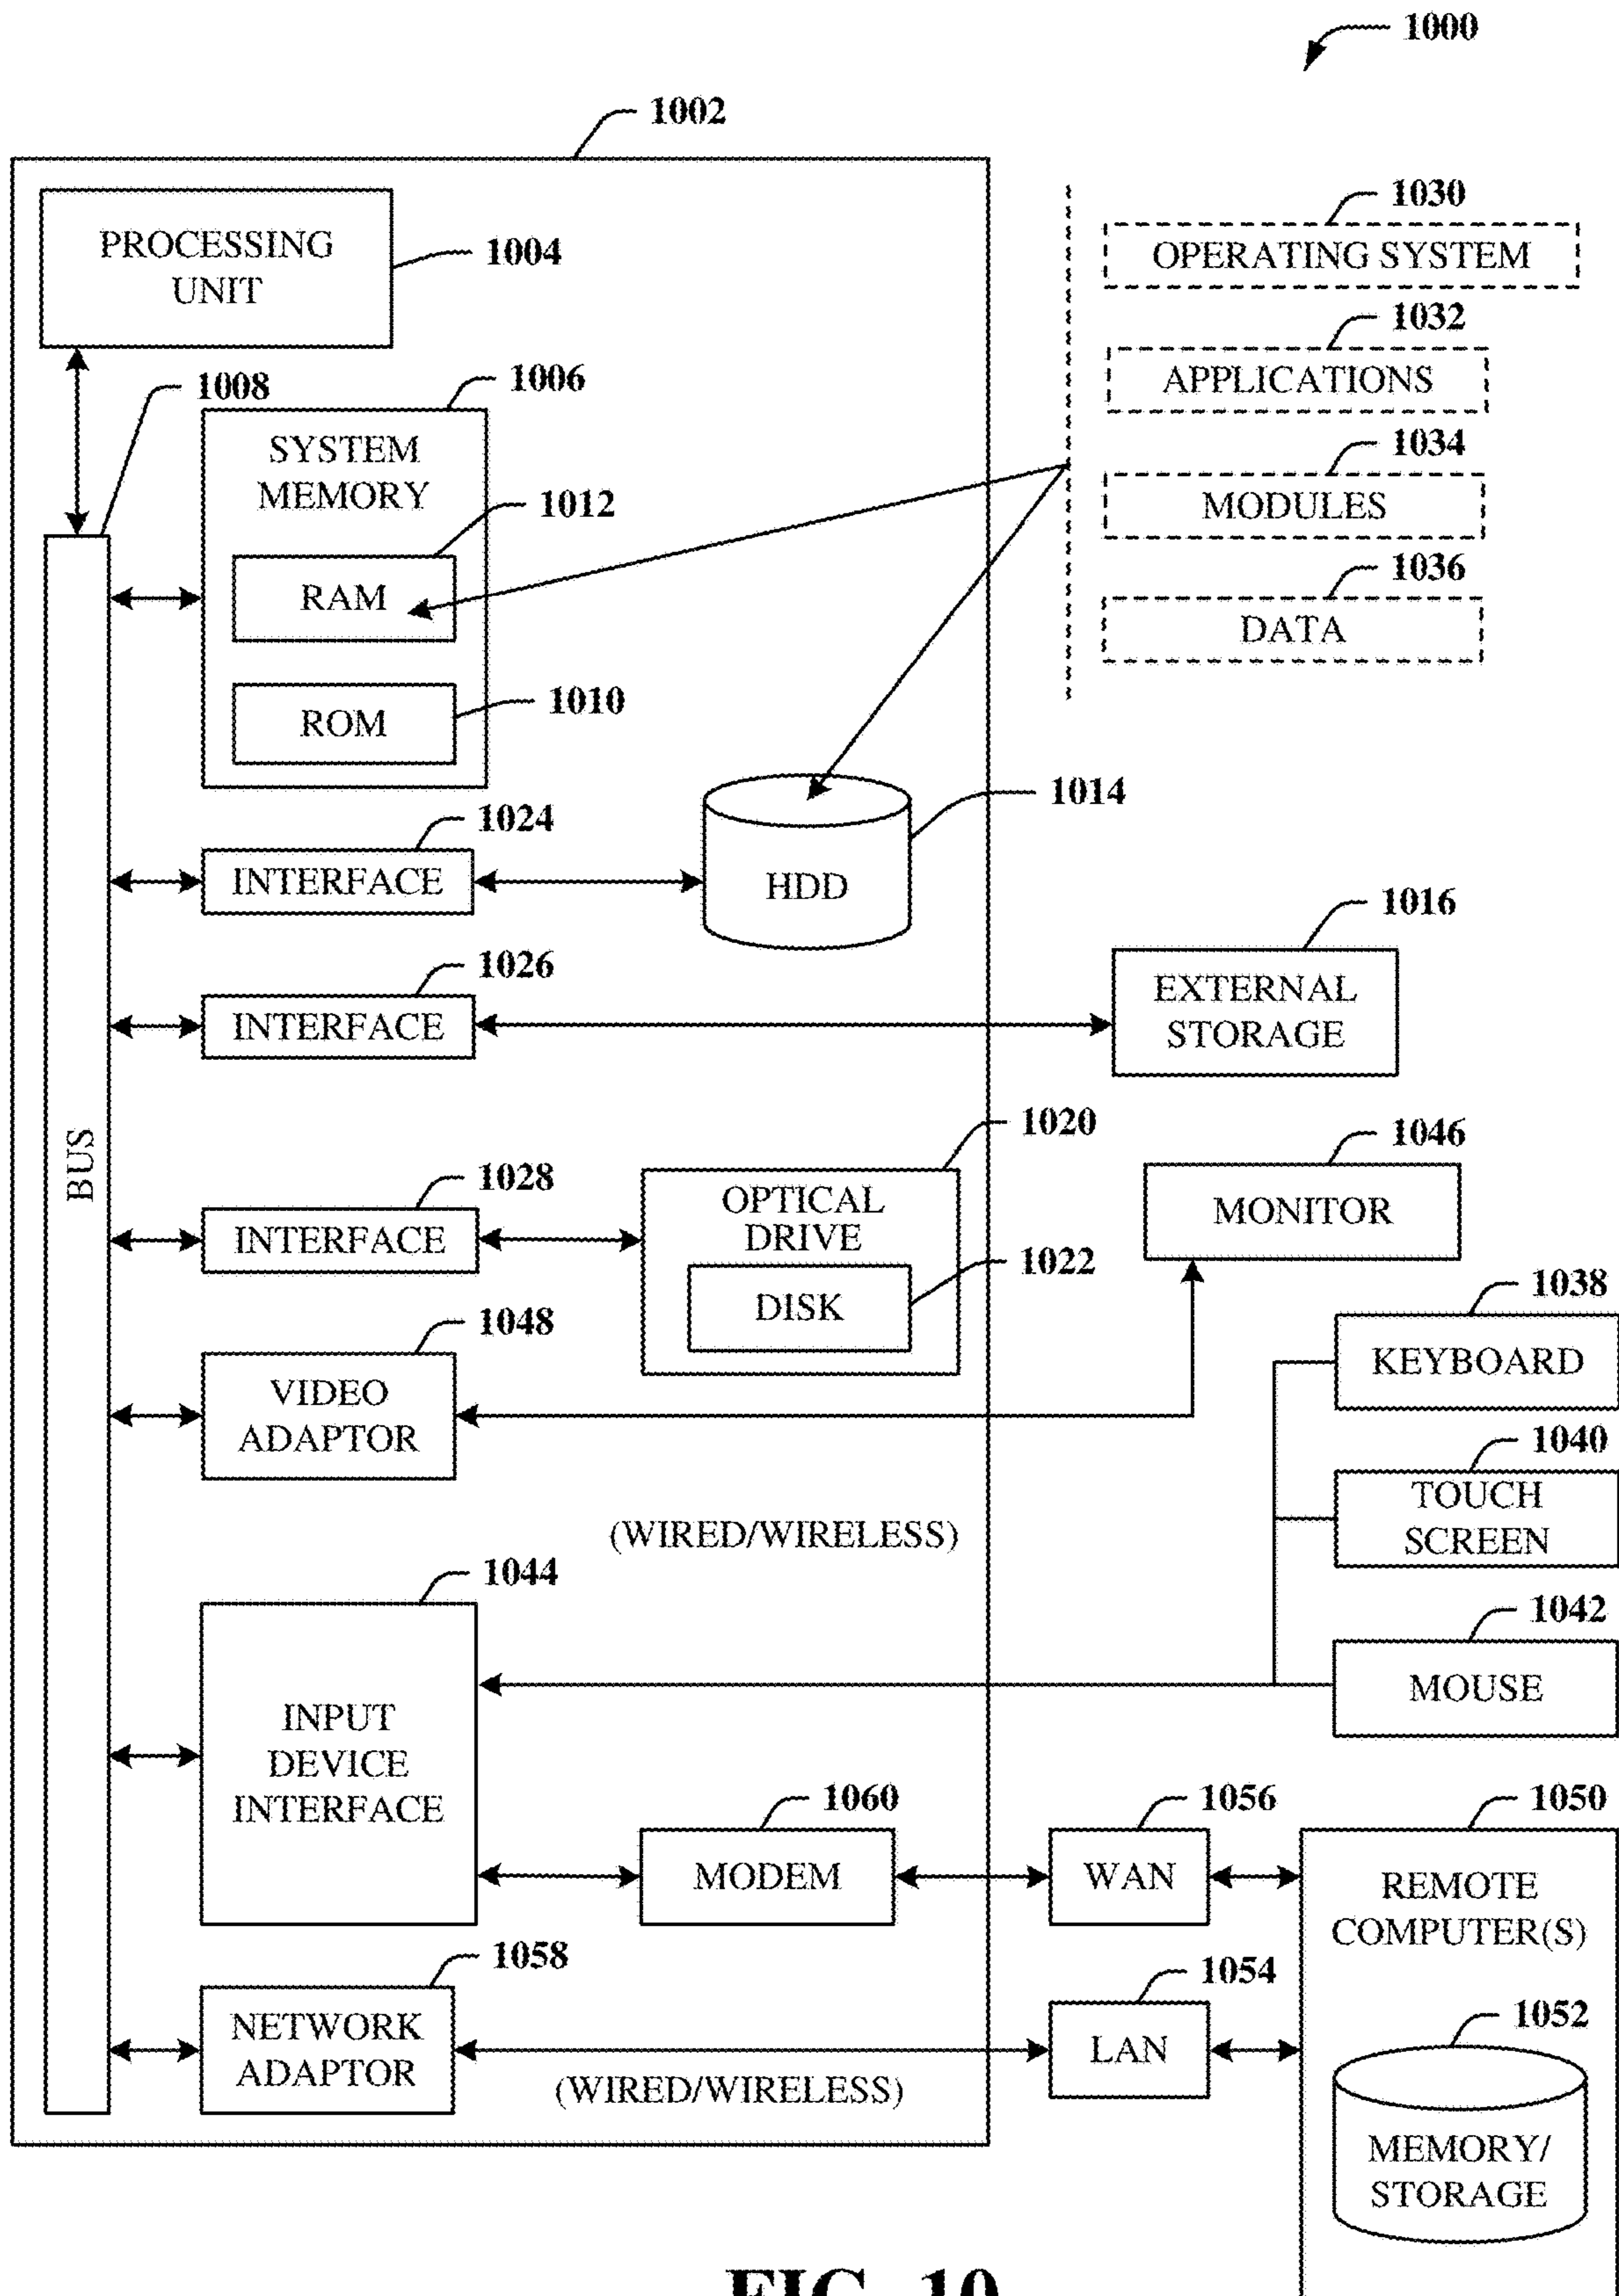 1000
1002
1030
PROCESSING
UNIT
1004
OPERATING SYSTEM
1032
APPLICATIONS
1008
1006
SYSTEM
MEMORY
1034
MODULES
1012
RAM
1036
DATA
1010
ROM
1014
HDD
1024
INTERFACE
1016
EXTERNAL
STORAGE
1026
INTERFACE
BUS
1020
OPTICAL
DRIVE
1046
MONITOR
1028
INTERFACE
1022
DISK
1038
KEYBOARD
1048
VIDEO
ADAPTOR
1040
TOUCH
SCREEN
(WIRED/WIRELESS)
1044
INPUT
DEVICE
INTERFACE
1042
MOUSE
1060
MODEM
1056
WAN
1050
REMOTE
COMPUTER(S)
1058
NETWORK
ADAPTOR
1054
LAN
1052
MEMORY/
STORAGE
(WIRED/WIRELESS)
FIG. 10